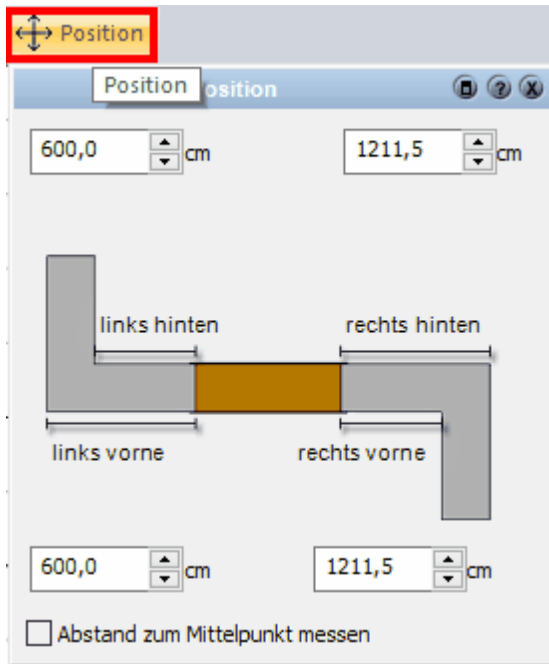 Position
Position osition
600,0 cm 1211,5 cm
links hinten rechts hinten
links vorne rechts vorne
600,0 cm 1211,5 cm
Abstand zum Mittelpunkt messen